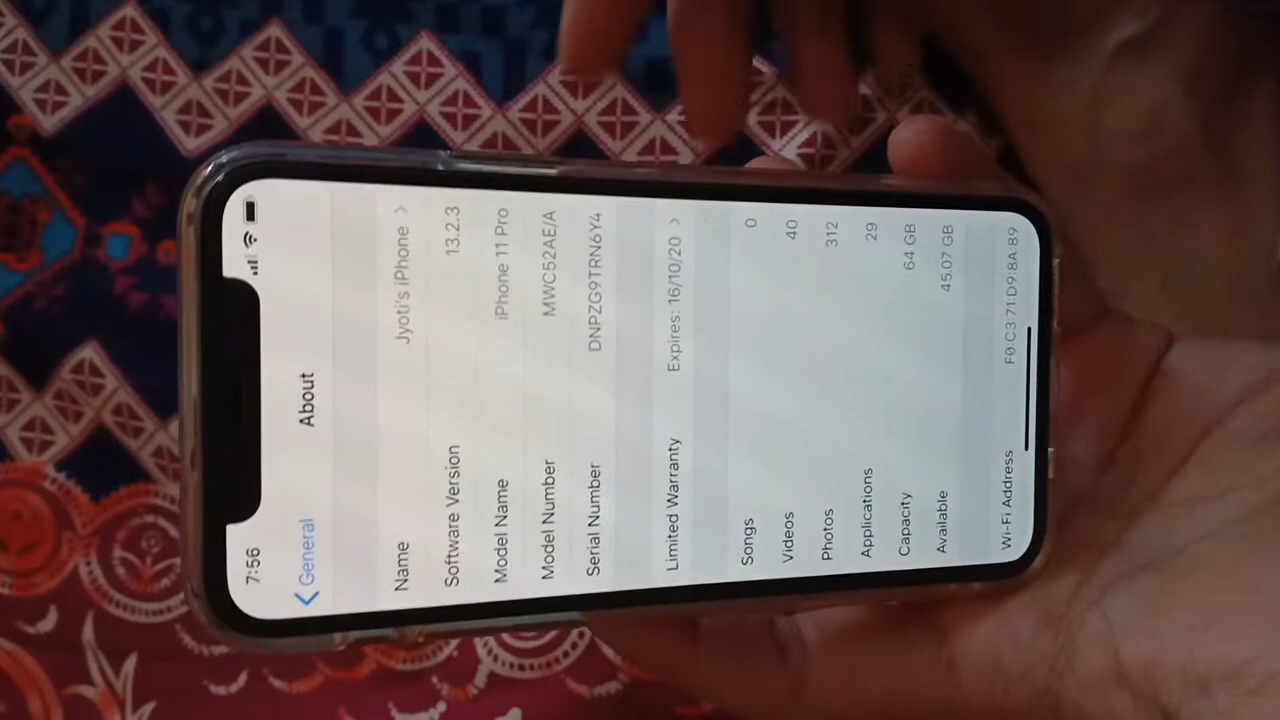 7:56
General
About
Name Jyoti's iPhone
Software Version 13.2.3
Model Name iPhone 11 Pro
Model Number MWC52AE/A
Serial Number DNPZG9TRN6Y4
Limited Warranty Expires: 16/10/20
Songs 0
Videos 40
Photos 312
Applications 29
Capacity 64 GB
Available 45.07 GB
Wi-Fi Address F0:C3:71:D9:8A:89